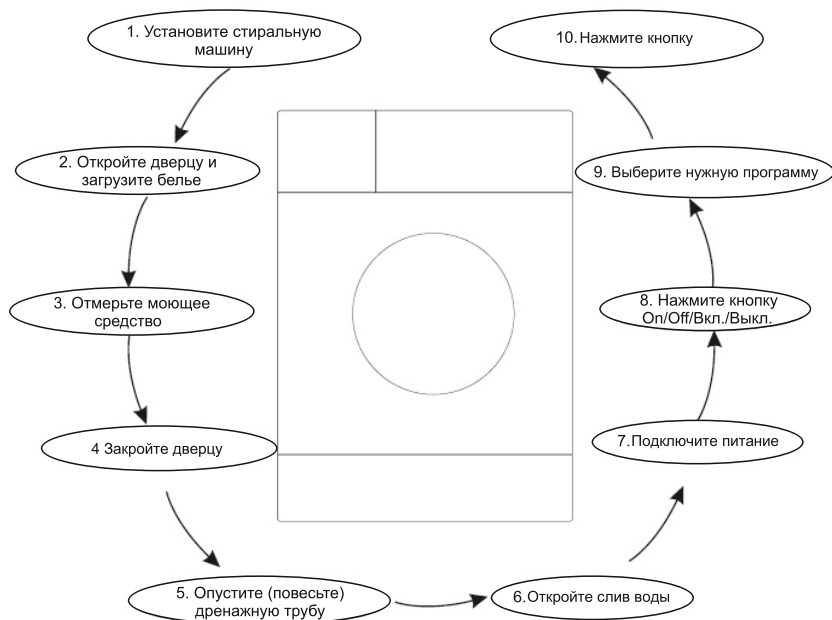 1. Установите стиральную
машину
2. Откройте дверцу и
загрузите белье
3. Отмерьте моющее
средство
4 Закройте дверцу
5. Опустите (повесьте)
дренажную трубу
6.Откройте слив воды
7.Подключите питание
8. Нажмите кнопку
On/Off/Вкл./Выкл.
9. Выберите нужную программу
10.Нажмите кнопку